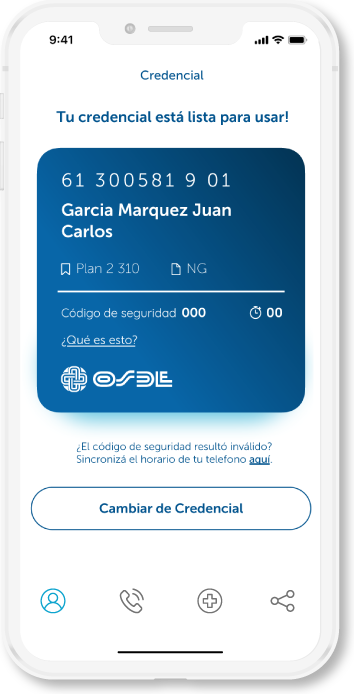 9:41
Credencial
Tu credencial está lista para usar!
61 300581 9 01
Garcia Marquez Juan
Carlos
Plan 2 310 NG
Código de seguridad 000 00
¿Qué es esto?
OSDE
¿El código de seguridad resultó inválido?
Sincronizá el horario de tu telefono aquí.
Cambiar de Credencial